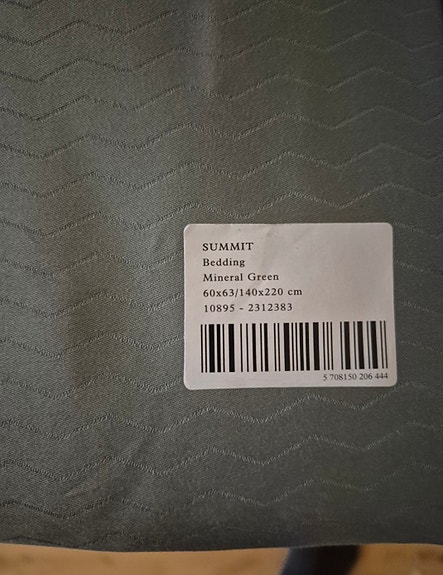 SUMMIT
Bedding
Mineral Green
60x63/140x220 cm
10895 - 2312383
5 708150 206 444